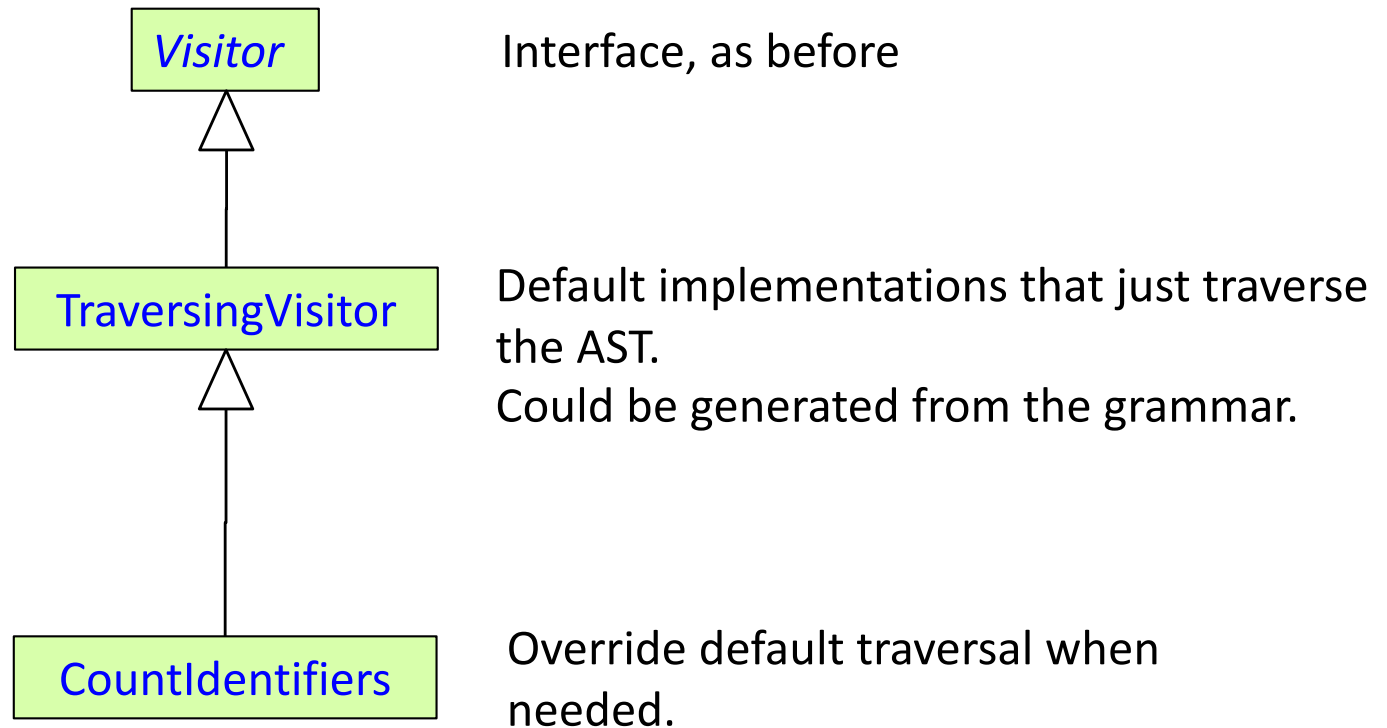 Visitor
Interface, as before
TraversingVisitor
Default implementations that just traverse
the AST.
Could be generated from the grammar.
CountIdentifiers
Override default traversal when
needed.